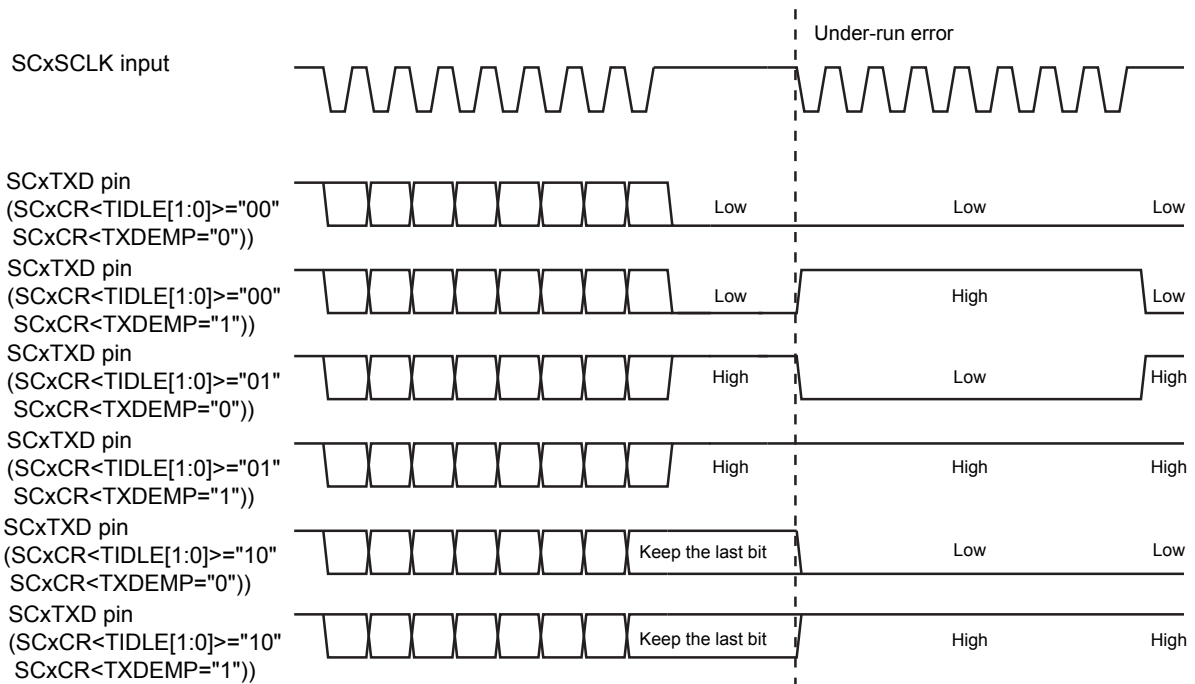 Under-run error
SCxSCLK input
SCxTXD pin
(SCxCR<TIDLE[1:0]>="00"
SCxCR<TXDEMP="0"))
Low
Low
Low
SCxTXD pin
(SCxCR<TIDLE[1:0]>="00"
SCxCR<TXDEMP="1"))
Low
High
Low
SCxTXD pin
(SCxCR<TIDLE[1:0]>="01"
SCxCR<TXDEMP="0"))
High
Low
High
SCxTXD pin
(SCxCR<TIDLE[1:0]>="01"
SCxCR<TXDEMP="1"))
High
High
High
SCxTXD pin
(SCxCR<TIDLE[1:0]>="10"
SCxCR<TXDEMP="0"))
Keep the last bit
Low
Low
SCxTXD pin
(SCxCR<TIDLE[1:0]>="10"
SCxCR<TXDEMP="1"))
Keep the last bit
High
High